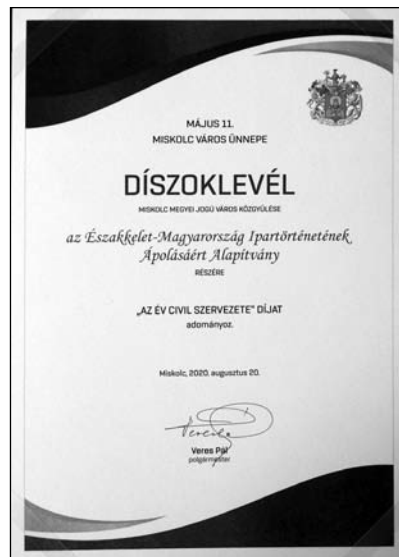 MÁJUS 11.
MISKOLC VÁROS ÜNNEPE
DÍSZOKLEVÉL
MISKOLC MEGYEI JOGÚ VÁROS KÖZGYŰLÉSE
az Északkelet-Magyarország Ipartörténetének
Ápolásáért Alapítvány
RÉSZÉRE
„AZ ÉV CIVIL SZERVEZETE” DÍJAT
adományoz.
Miskolc, 2020. augusztus 20.
Veres Pál
polgármester